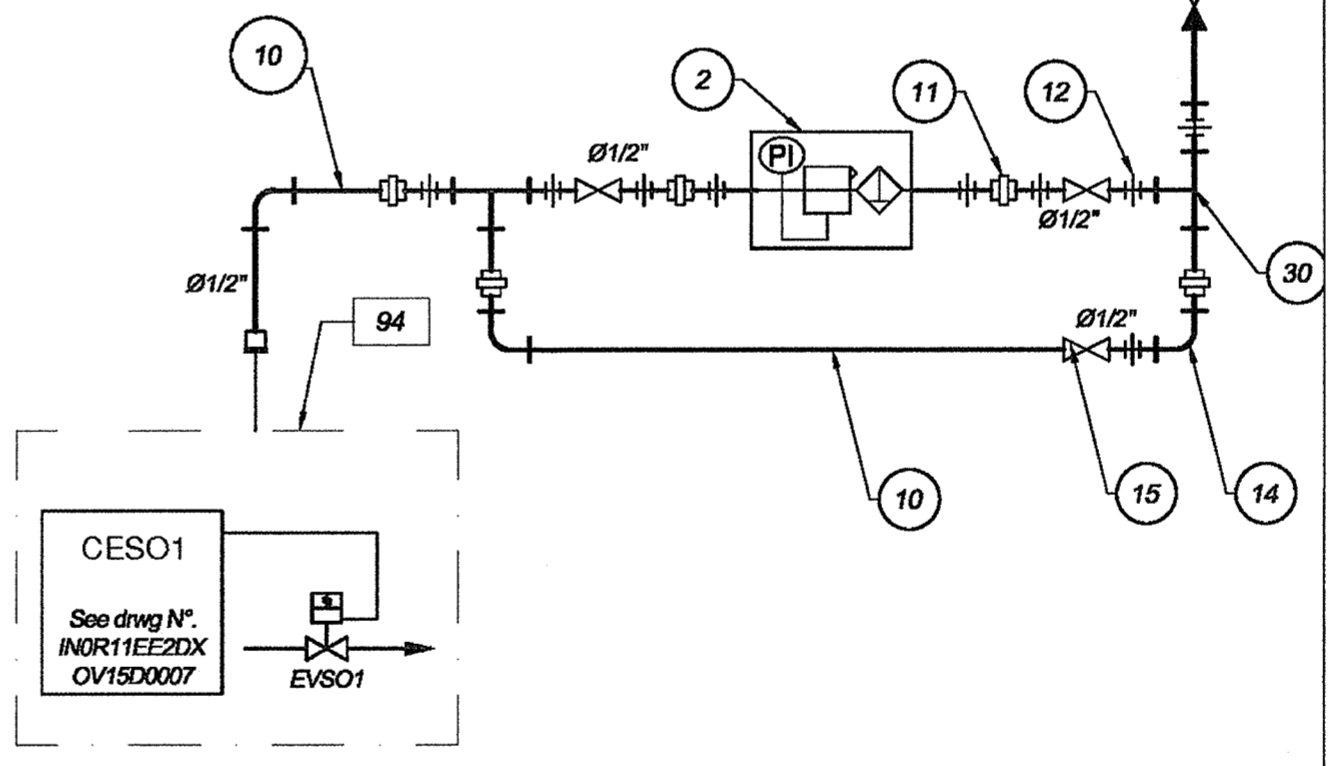 10
2
11
12
Ø1/2"
PI
Ø1/2"
30
Ø1/2"
94
Ø1/2"
10
15
14
CESO1
See drwg N°.
IN0R11EE2DX
OV15D0007
EVSO1